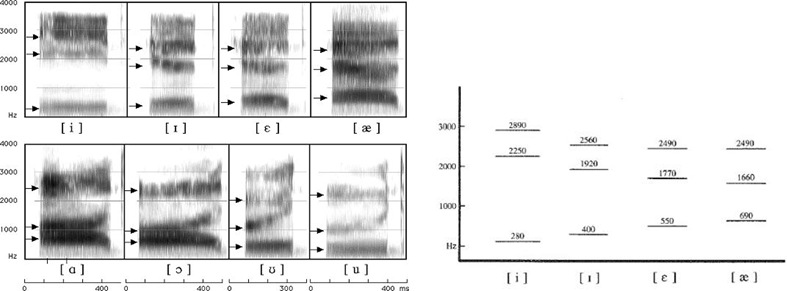 4000
3000
2000
1000
Hz
[ i ] [ ɪ ] [ ɛ ] [ æ ]
4000
3000
2000
1000
Hz
[ ɑ ] [ ɔ ] [ ʊ ] [ u ]
0 400 0 400 0 300 0 400 ms
3000
2000
1000
Hz
2890 2560 2490 2490
2250 1920 1770 1660
280 400 550 690
[ i ] [ ɪ ] [ ɛ ] [ æ ]